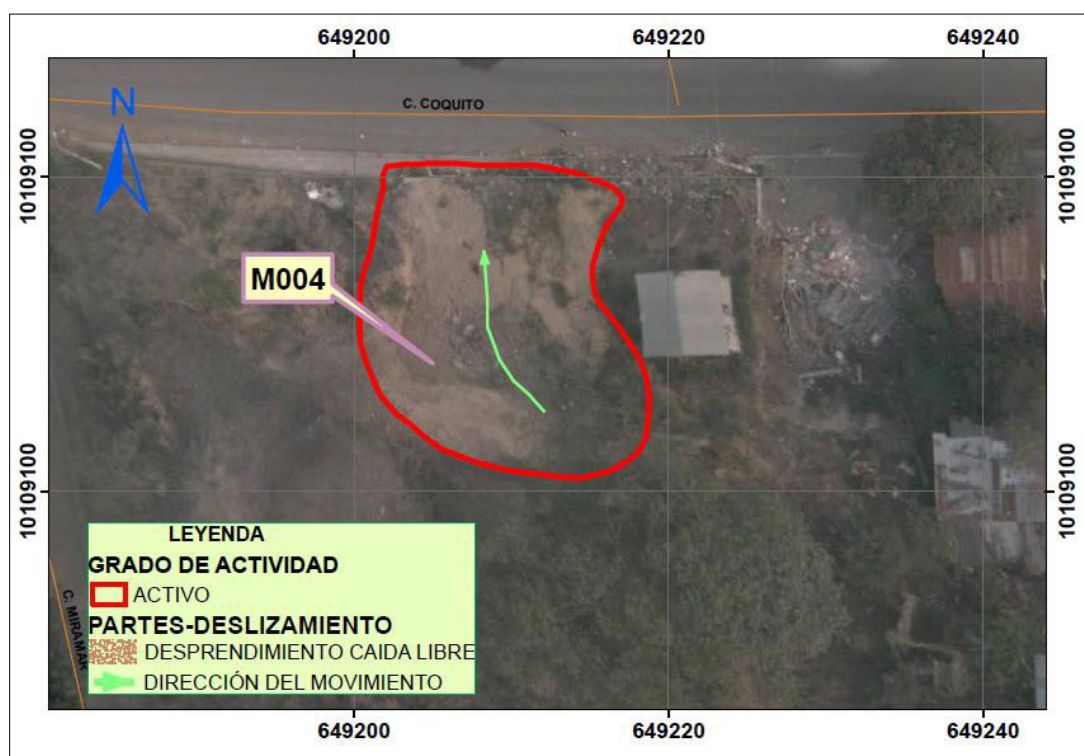 649200 649220 649240
N
C. COQUITO
10109100 10109100
M004
10109100 10109100
LEYENDA
GRADO DE ACTIVIDAD
ACTIVO
PARTES-DESLIZAMIENTO
DESPRENDIMIENTO CAIDA LIBRE
DIRECCIÓN DEL MOVIMIENTO
C. MIRAMAR
649200 649220 649240